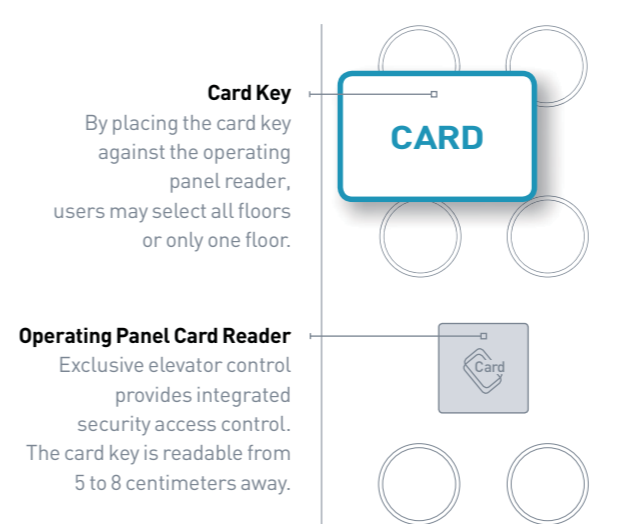 Card Key
By placing the card key
against the operating
panel reader,
users may select all floors
or only one floor.
CARD
Operating Panel Card Reader
Exclusive elevator control
provides integrated
security access control.
The card key is readable from
5 to 8 centimeters away.
Card